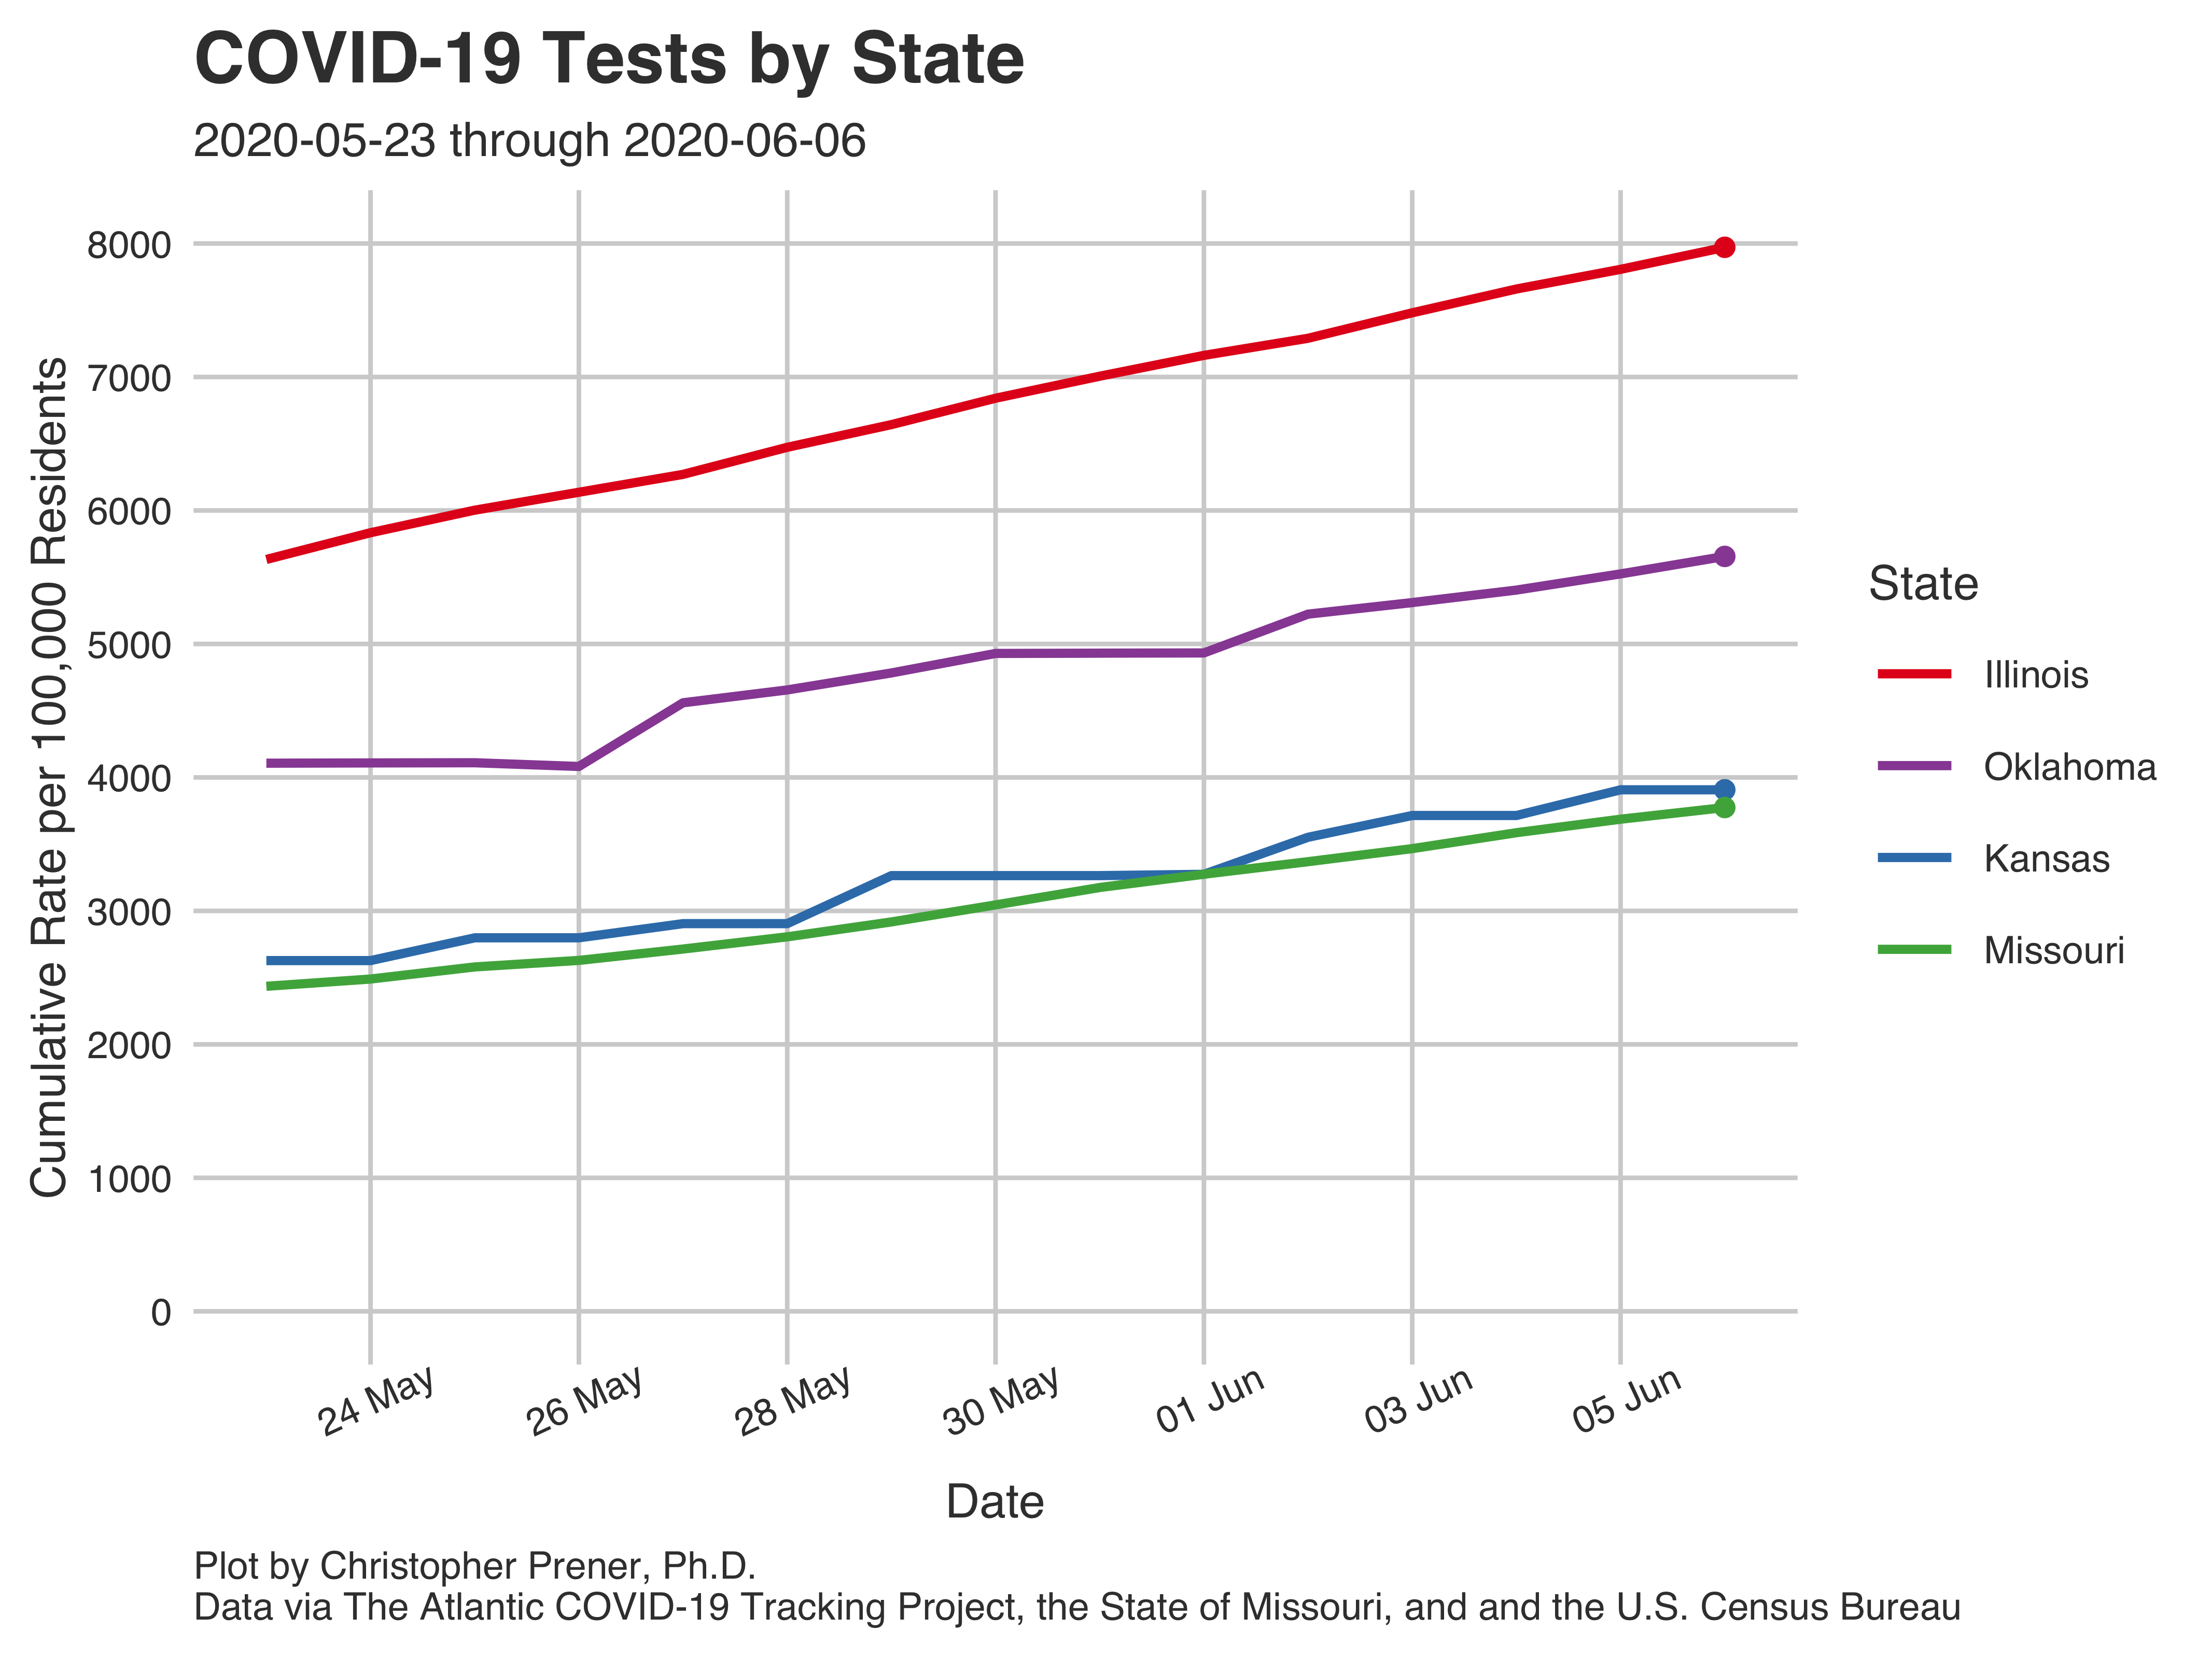 COVID-19 Tests by State
2020-05-23 through 2020-06-06
Cumulative Rate per 100,000 Residents
8000
7000
6000
5000
4000
3000
2000
1000
0
24 May
26 May
28 May
30 May
01 Jun
03 Jun
05 Jun
Date
State
Illinois
Oklahoma
Kansas
Missouri
Plot by Christopher Prener, Ph.D.
Data via The Atlantic COVID-19 Tracking Project, the State of Missouri, and and the U.S. Census Bureau